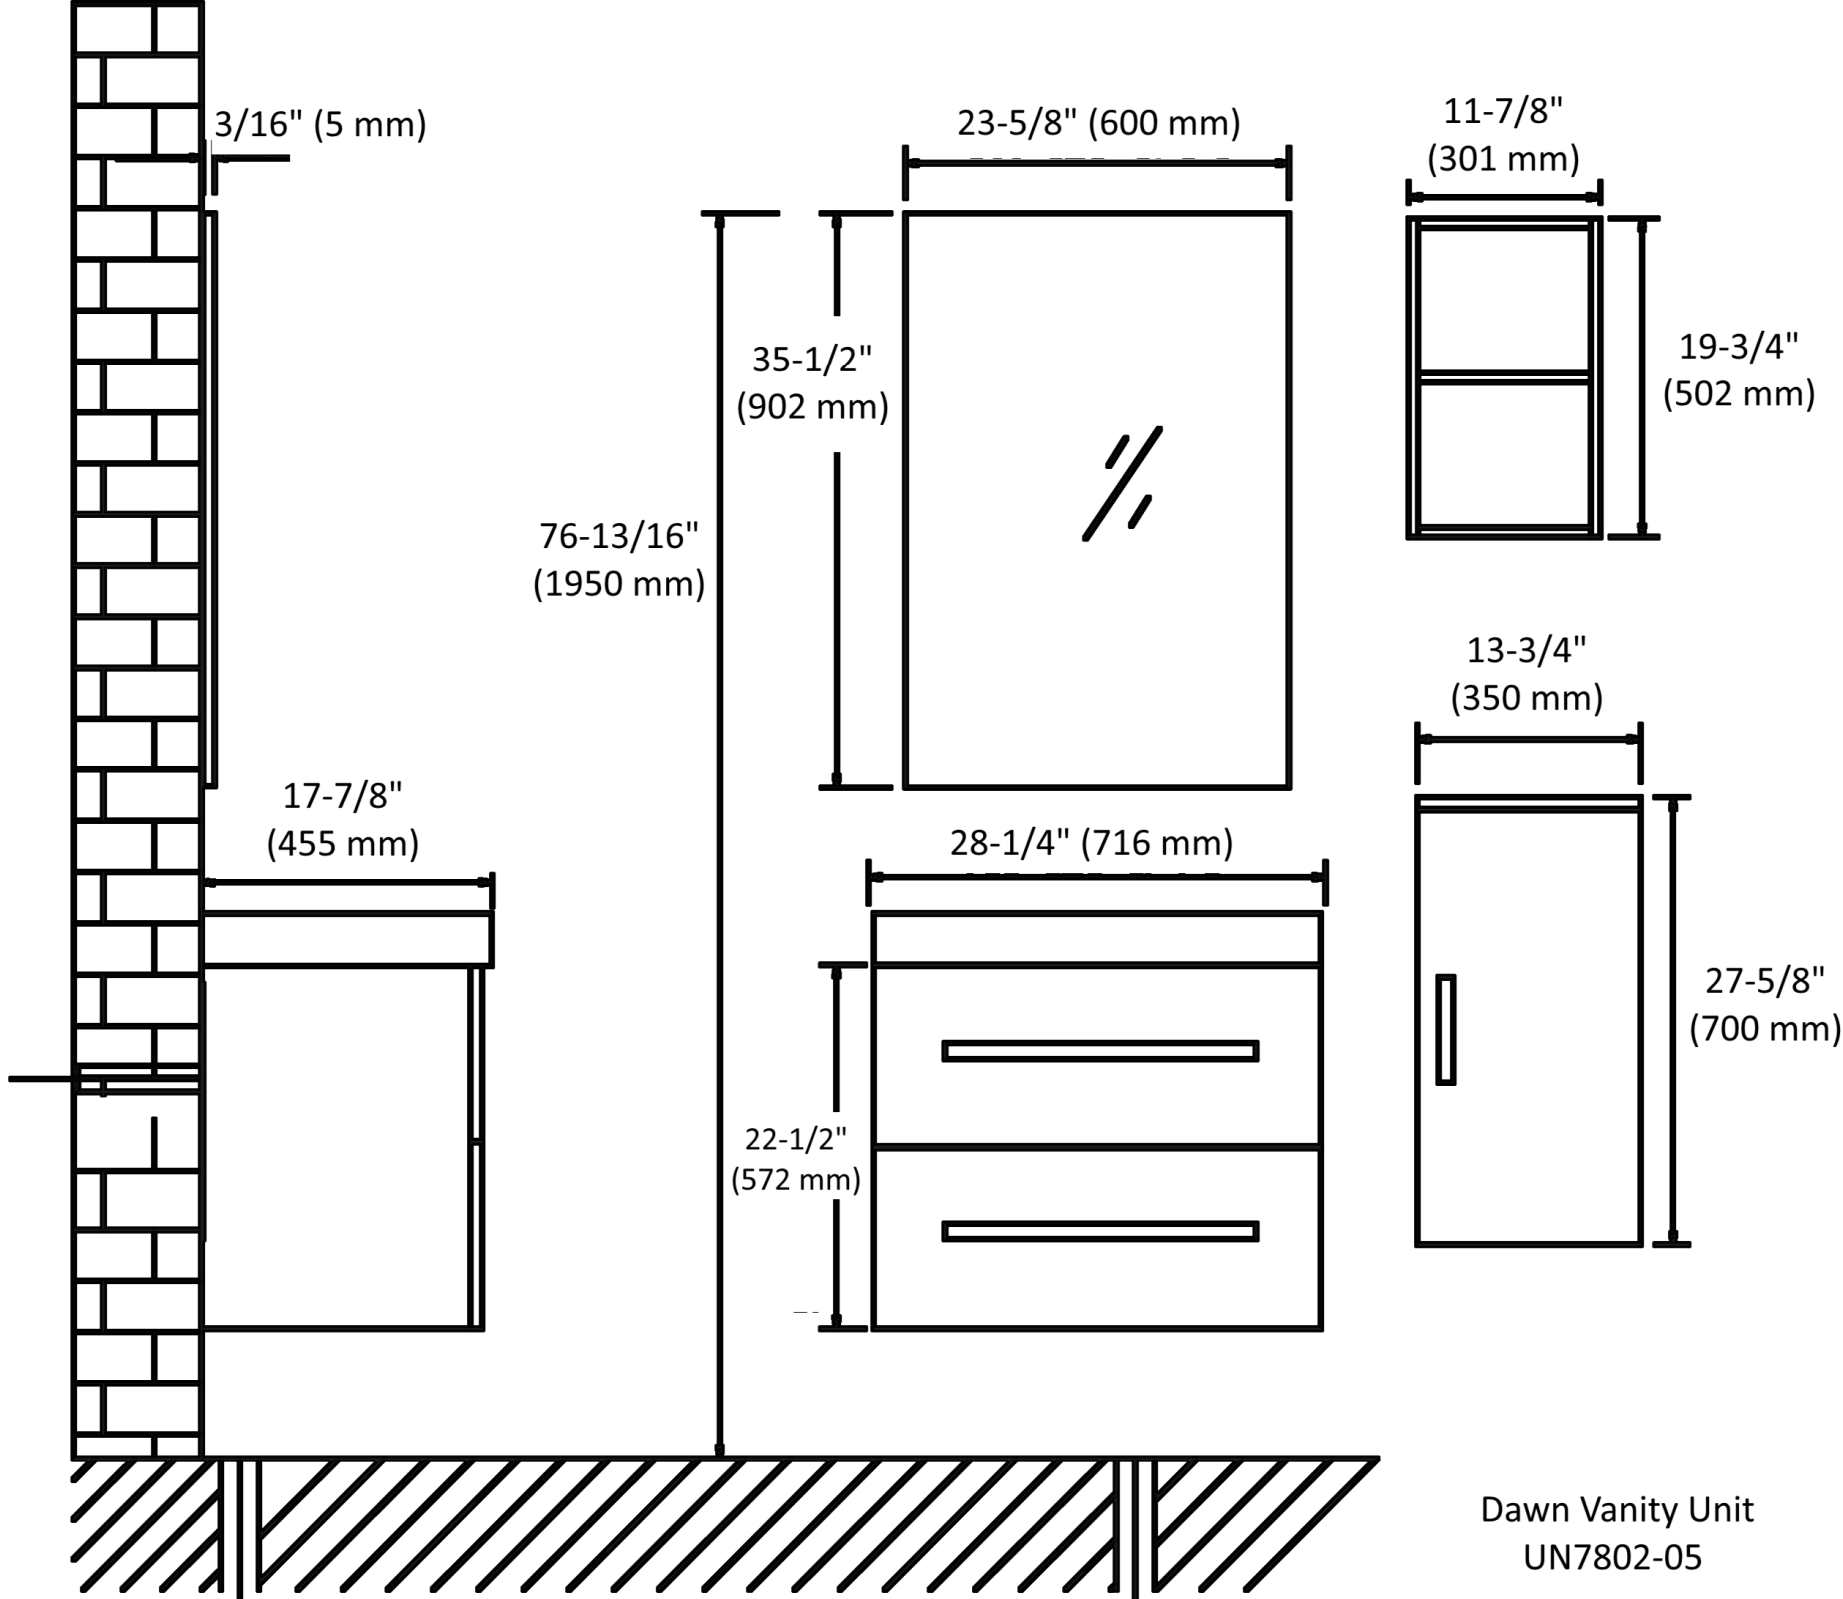 3/16" (5 mm)
23-5/8" (600 mm)
11-7/8"
(301 mm)
35-1/2"
(902 mm)
19-3/4"
(502 mm)
76-13/16"
(1950 mm)
13-3/4"
(350 mm)
17-7/8"
(455 mm)
28-1/4" (716 mm)
27-5/8"
(700 mm)
22-1/2"
(572 mm)
Dawn Vanity Unit
UN7802-05